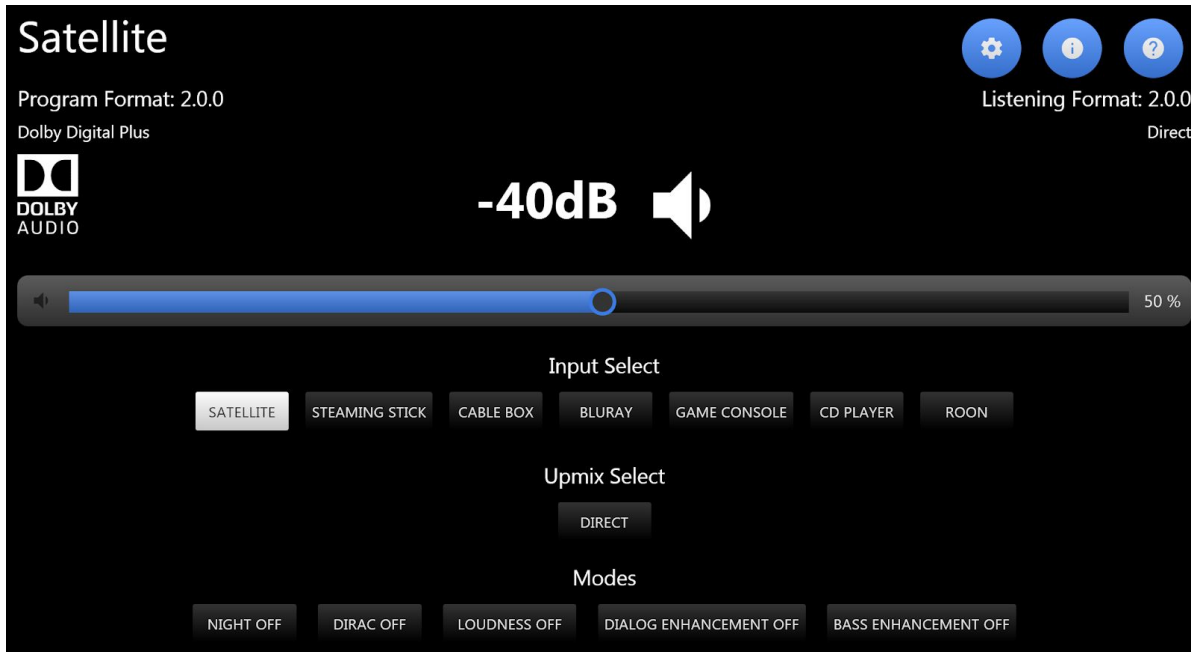 Satellite
Program Format: 2.0.0
Listening Format: 2.0.0
Dolby Digital Plus
Direct
DOLBY
AUDIO
-40dB
50 %
Input Select
SATELLITE STEAMING STICK CABLE BOX BLURAY GAME CONSOLE CD PLAYER ROON
Upmix Select
DIRECT
Modes
NIGHT OFF DIRAC OFF LOUDNESS OFF DIALOG ENHANCEMENT OFF BASS ENHANCEMENT OFF